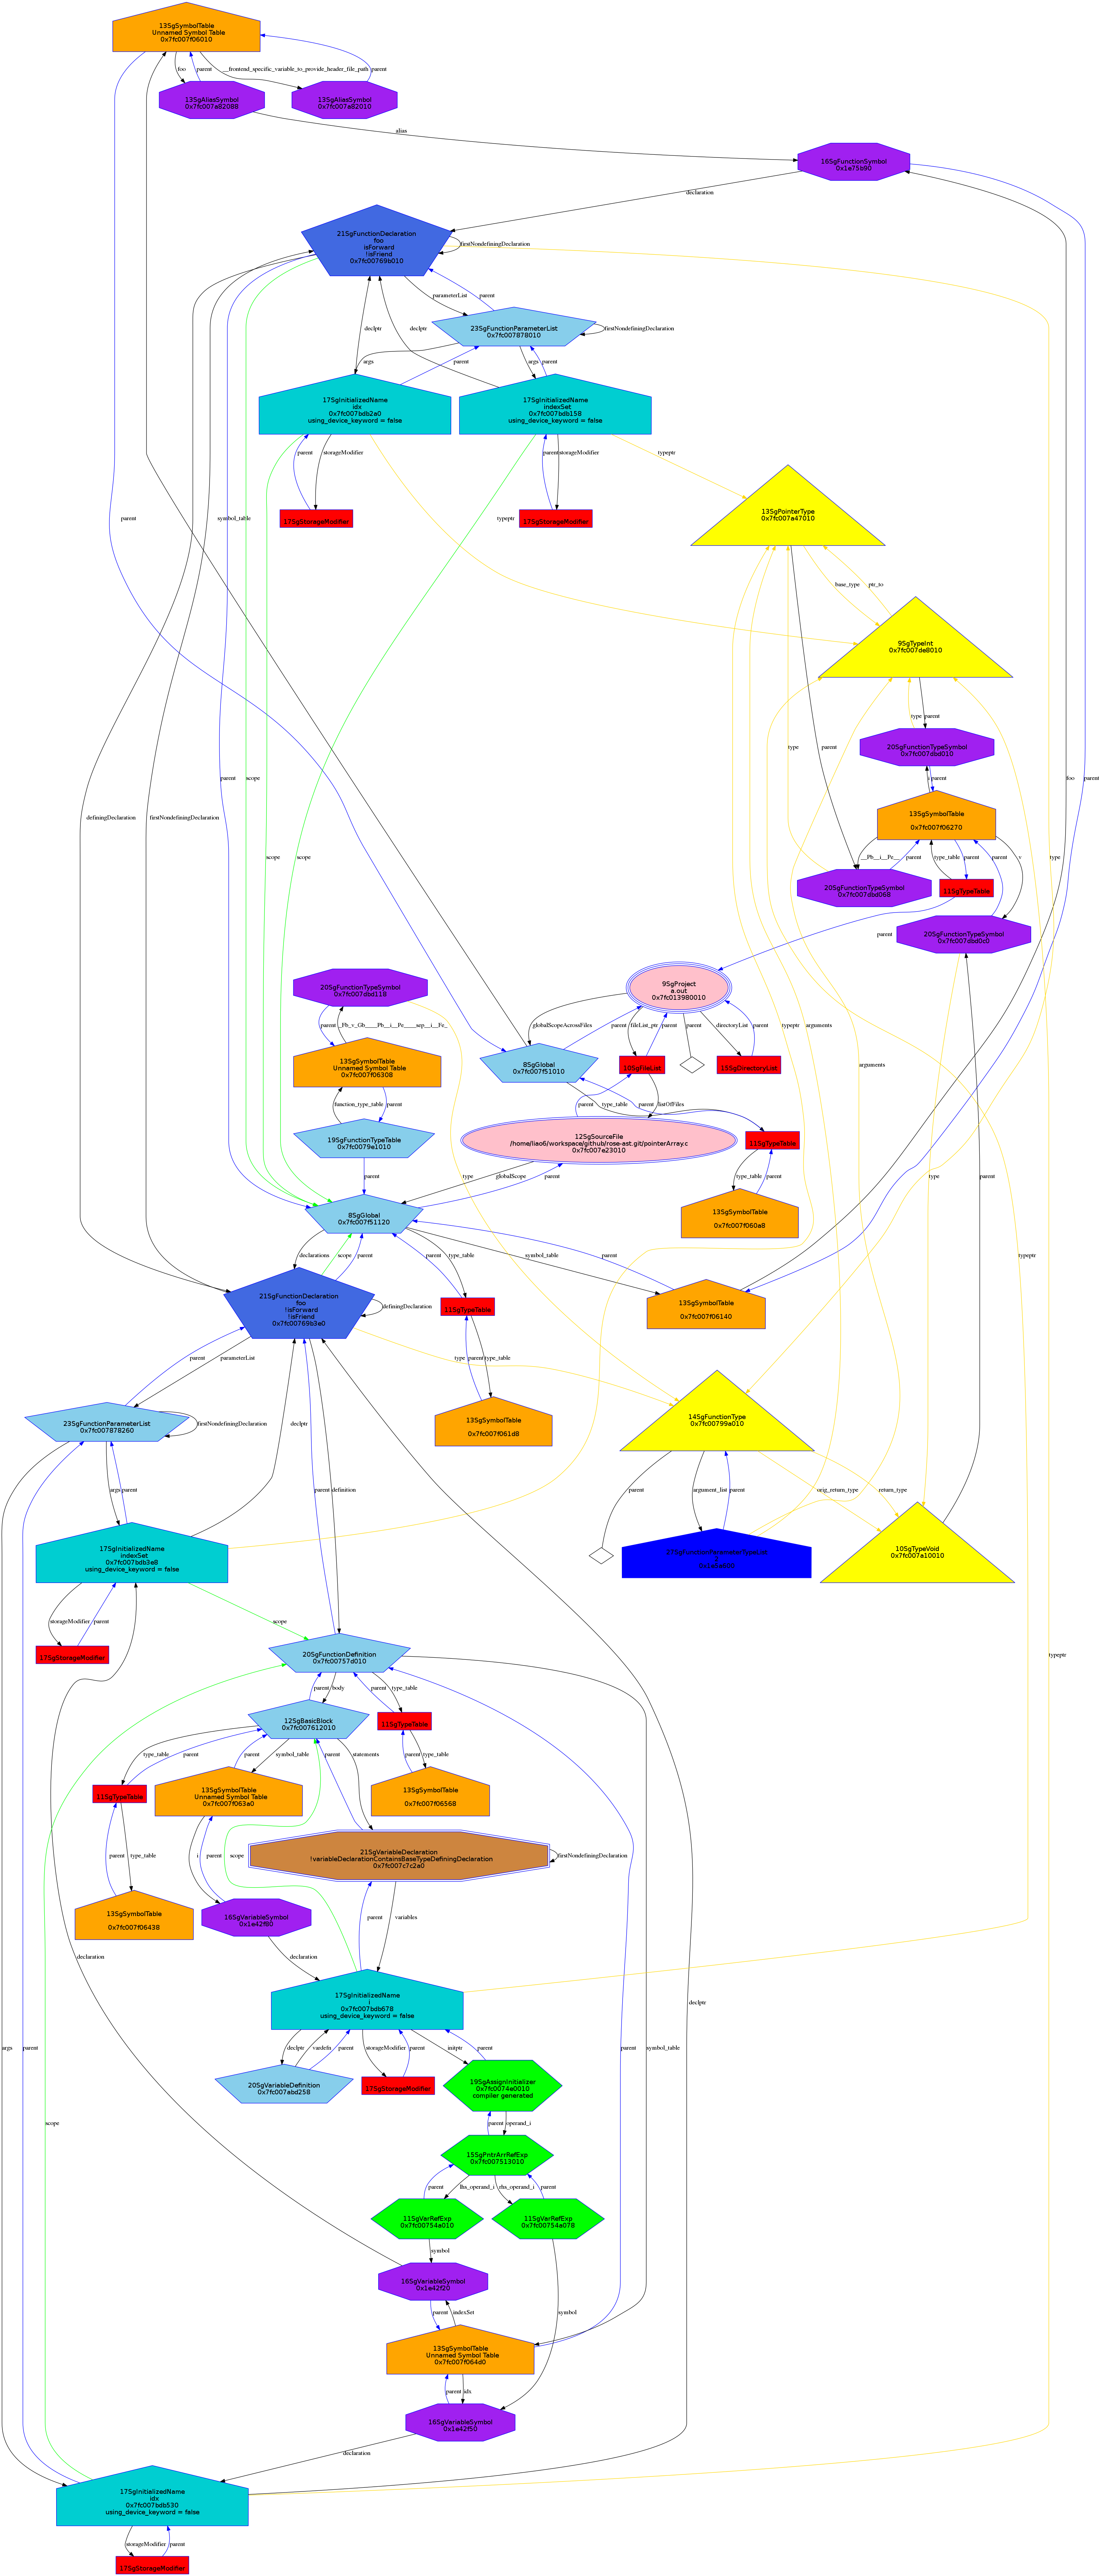 13SgSymbolTable
Unnamed Symbol Table
0x7fc007f06010
foo
parent
__frontend_specific_variable_to_provide_header_file_path
parent
13SgAliasSymbol
0x7fc007a82088
13SgAliasSymbol
0x7fc007a82010
alias
16SgFunctionSymbol
0x1e75b90
declaration
21SgFunctionDeclaration
foo
isForward
!isFriend
0x7fc00769b010
firstNondefiningDeclaration
parameterList
parent
23SgFunctionParameterList
0x7fc007878010
firstNondefiningDeclaration
declptr
declptr
args
parent
args
parent
17SgInitializedName
idx
0x7fc007bdb2a0
using_device_keyword = false
17SgInitializedName
indexSet
0x7fc007bdb158
using_device_keyword = false
parent
storageModifier
parent
storageModifier
typeptr
17SgStorageModifier
17SgStorageModifier
13SgPointerType
0x7fc007a47010
parent
symbol_table
typeptr
base_type
ptr_to
type
9SgTypeInt
0x7fc007de8010
type
parent
20SgFunctionTypeSymbol
0x7fc007dbd010
parent
type
i
parent
foo
parent
parent
scope
13SgSymbolTable
0x7fc007f06270
definingDeclaration
firstNondefiningDeclaration
scope
scope
__Pb__i__Pe__
parent
type_table
parent
parent
v
20SgFunctionTypeSymbol
0x7fc007dbd068
11SgTypeTable
20SgFunctionTypeSymbol
0x7fc007dbd0c0
parent
20SgFunctionTypeSymbol
0x7fc007dbd118
9SgProject
a.out
0x7fc013980010
parent
_Fb_v_Gb____Pb__i__Pe____sep__i__Fe_
globalScopeAcrossFiles
parent
fileList_ptr
parent
parent
directoryList
parent
typeptr
arguments
arguments
13SgSymbolTable
Unnamed Symbol Table
0x7fc007f06308
8SgGlobal
0x7fc007f51010
10SgFileList
15SgDirectoryList
function_type_table
parent
parent
type_table
parent
listOfFiles
19SgFunctionTypeTable
0x7fc0079e1010
12SgSourceFile
/home/liao6/workspace/github/rose-ast.git/pointerArray.c
0x7fc007e23010
11SgTypeTable
parent
type
globalScope
parent
type_table
parent
type
parent
8SgGlobal
0x7fc007f51120
13SgSymbolTable
0x7fc007f060a8
declarations
scope
parent
parent
type_table
symbol_table
parent
typeptr
21SgFunctionDeclaration
foo
!isForward
!isFriend
0x7fc00769b3e0
definingDeclaration
11SgTypeTable
13SgSymbolTable
0x7fc007f06140
parent
parameterList
type
parent
type_table
23SgFunctionParameterList
0x7fc007878260
firstNondefiningDeclaration
declptr
13SgSymbolTable
0x7fc007f061d8
14SgFunctionType
0x7fc00799a010
args
parent
parent
definition
parent
argument_list
parent
orig_return_type
return_type
17SgInitializedName
indexSet
0x7fc007bdb3e8
using_device_keyword = false
10SgTypeVoid
0x7fc007a10010
storageModifier
parent
scope
17SgStorageModifier
20SgFunctionDefinition
0x7fc00757d010
typeptr
parent
body
parent
type_table
12SgBasicBlock
0x7fc007612010
11SgTypeTable
type_table
parent
parent
symbol_table
parent
statements
parent
type_table
11SgTypeTable
13SgSymbolTable
Unnamed Symbol Table
0x7fc007f063a0
13SgSymbolTable
0x7fc007f06568
parent
type_table
i
parent
scope
21SgVariableDeclaration
!variableDeclarationContainsBaseTypeDefiningDeclaration
0x7fc007c7c2a0
firstNondefiningDeclaration
13SgSymbolTable
0x7fc007f06438
16SgVariableSymbol
0x1e42f80
parent
variables
declaration
declaration
17SgInitializedName
i
0x7fc007bdb678
using_device_keyword = false
declptr
args
parent
declptr
vardefn
parent
storageModifier
parent
initptr
parent
parent
symbol_table
20SgVariableDefinition
0x7fc007abd258
17SgStorageModifier
19SgAssignInitializer
0x7fc0074e0010
compiler generated
scope
parent
operand_i
15SgPntrArrRefExp
0x7fc007513010
parent
lhs_operand_i
rhs_operand_i
parent
11SgVarRefExp
0x7fc00754a010
11SgVarRefExp
0x7fc00754a078
symbol
16SgVariableSymbol
0x1e42f20
parent
indexSet
symbol
13SgSymbolTable
Unnamed Symbol Table
0x7fc007f064d0
parent
idx
16SgVariableSymbol
0x1e42f50
declaration
17SgInitializedName
idx
0x7fc007bdb530
using_device_keyword = false
storageModifier
parent
17SgStorageModifier